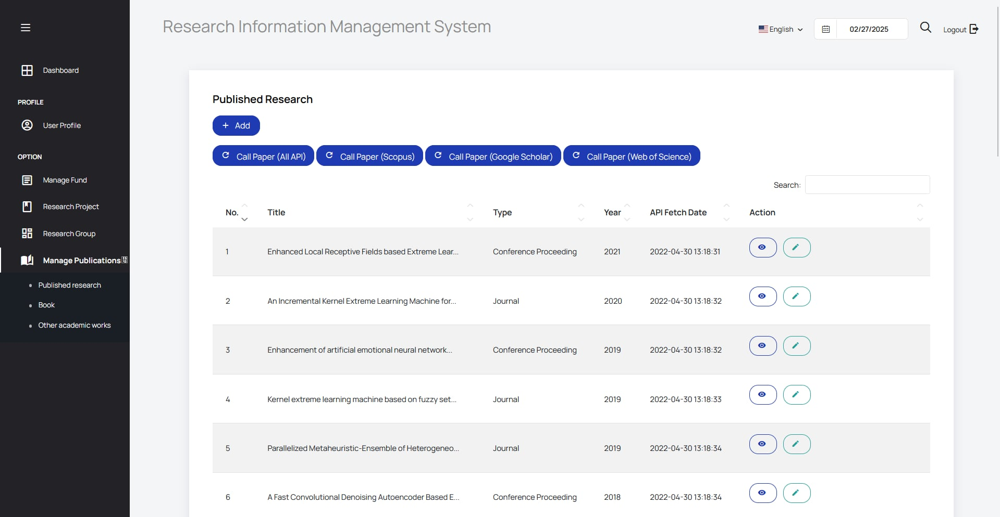 Research Information Management System
English
02/27/2025
Logout
Dashboard
PROFILE
User Profile
OPTION
Manage Fund
Research Project
Research Group
Manage Publications
Published research
Book
Other academic works
Published Research
+ Add
Call Paper (All API) Call Paper (Scopus) Call Paper (Google Scholar) Call Paper (Web of Science)
Search:
No. Title Type Year API Fetch Date Action
1 Enhanced Local Receptive Fields based Extreme Lear... Conference Proceeding 2021 2022-04-30 13:18:31
2 An Incremental Kernel Extreme Learning Machine for... Journal 2020 2022-04-30 13:18:32
3 Enhancement of artificial emotional neural network... Conference Proceeding 2019 2022-04-30 13:18:32
4 Kernel extreme learning machine based on fuzzy set... Journal 2019 2022-04-30 13:18:33
5 Parallelized Metaheuristic-Ensemble of Heterogeneo... Journal 2019 2022-04-30 13:18:34
6 A Fast Convolutional Denoising Autoencoder Based E... Conference Proceeding 2018 2022-04-30 13:18:34